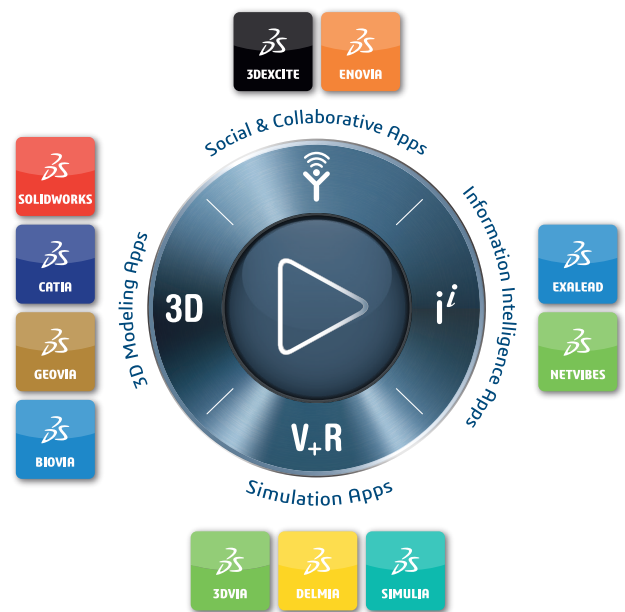 3DEXCITE
ENOVIA
Social & Collaborative Apps
SOLIDWORKS
CATIA
GEOVIA
BIOVIA
3D Modeling Apps
3D
iⁱ
V+R
Information Intelligence Apps
EXALEAD
NETVIBES
Simulation Apps
3DVIA
DELMIA
SIMULIA